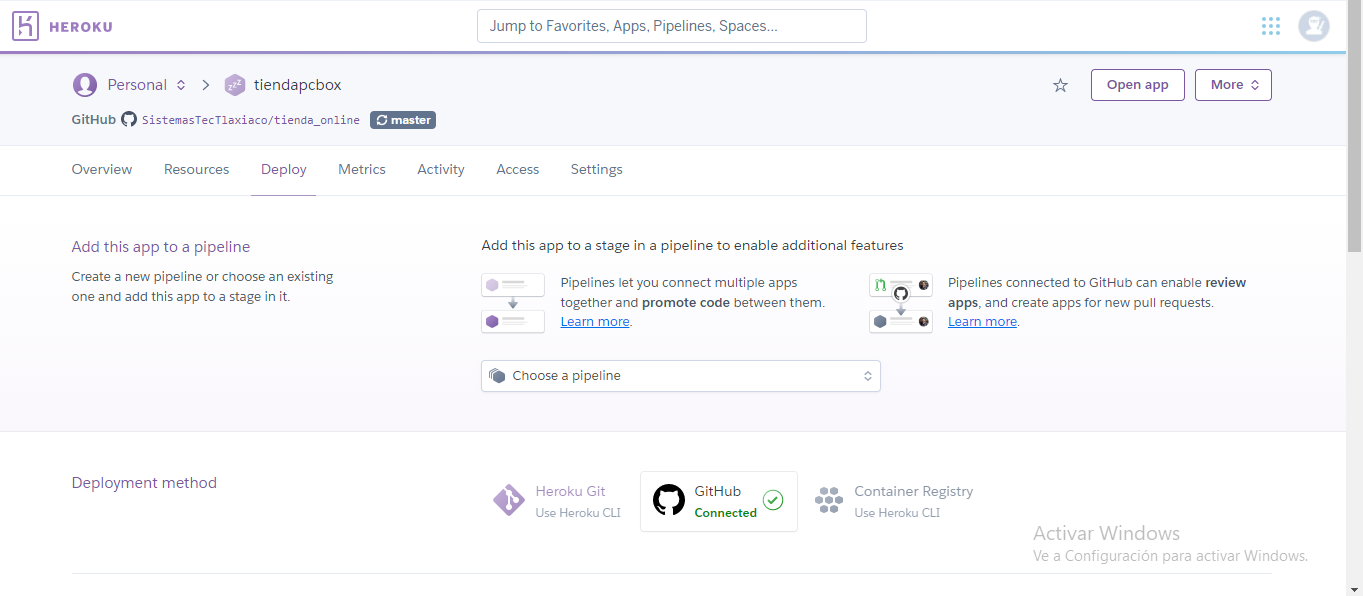 HEROKU
Jump to Favorites, Apps, Pipelines, Spaces...
Personal
tiendapcbox
Open app
More
GitHub SistemasTecTlaxiaco/tienda_online master
Overview Resources Deploy Metrics Activity Access Settings
Add this app to a pipeline
Create a new pipeline or choose an existing
one and add this app to a stage in it.
Add this app to a stage in a pipeline to enable additional features
Pipelines let you connect multiple apps
together and promote code between them.
Learn more.
Pipelines connected to GitHub can enable review
apps, and create apps for new pull requests.
Learn more.
Choose a pipeline
Deployment method
Heroku Git
Use Heroku CLI
GitHub
Connected
Container Registry
Use Heroku CLI
Activar Windows
Ve a Configuración para activar Windows.